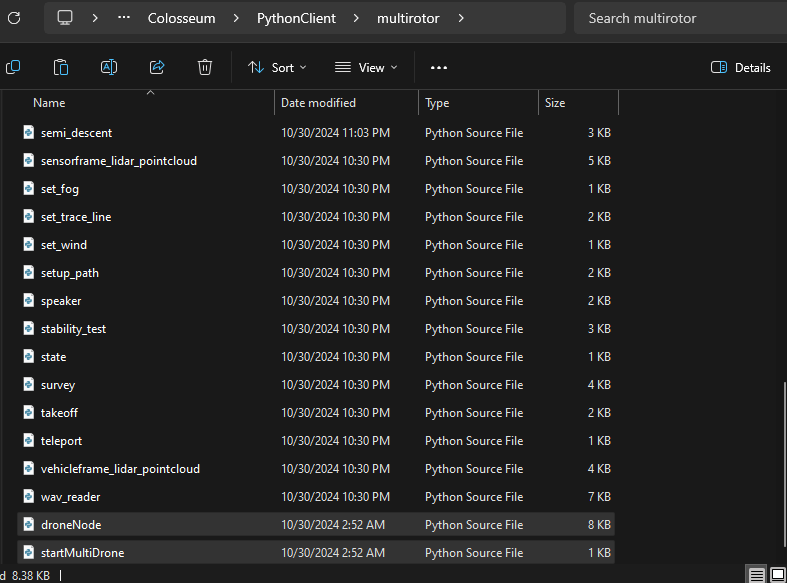 Colosseum PythonClient multirotor Search multirotor
Sort View Details
Name Date modified Type Size
semi_descent 10/30/2024 11:03 PM Python Source File 3 KB
sensorframe_lidar_pointcloud 10/30/2024 10:30 PM Python Source File 5 KB
set_fog 10/30/2024 10:30 PM Python Source File 1 KB
set_trace_line 10/30/2024 10:30 PM Python Source File 2 KB
set_wind 10/30/2024 10:30 PM Python Source File 1 KB
setup_path 10/30/2024 10:30 PM Python Source File 2 KB
speaker 10/30/2024 10:30 PM Python Source File 2 KB
stability_test 10/30/2024 10:30 PM Python Source File 3 KB
state 10/30/2024 10:30 PM Python Source File 1 KB
survey 10/30/2024 10:30 PM Python Source File 4 KB
takeoff 10/30/2024 10:30 PM Python Source File 2 KB
teleport 10/30/2024 10:30 PM Python Source File 1 KB
vehicleframe_lidar_pointcloud 10/30/2024 10:30 PM Python Source File 4 KB
wav_reader 10/30/2024 10:30 PM Python Source File 7 KB
droneNode 10/30/2024 2:52 AM Python Source File 8 KB
startMultiDrone 10/30/2024 2:52 AM Python Source File 1 KB
d 8.38 KB